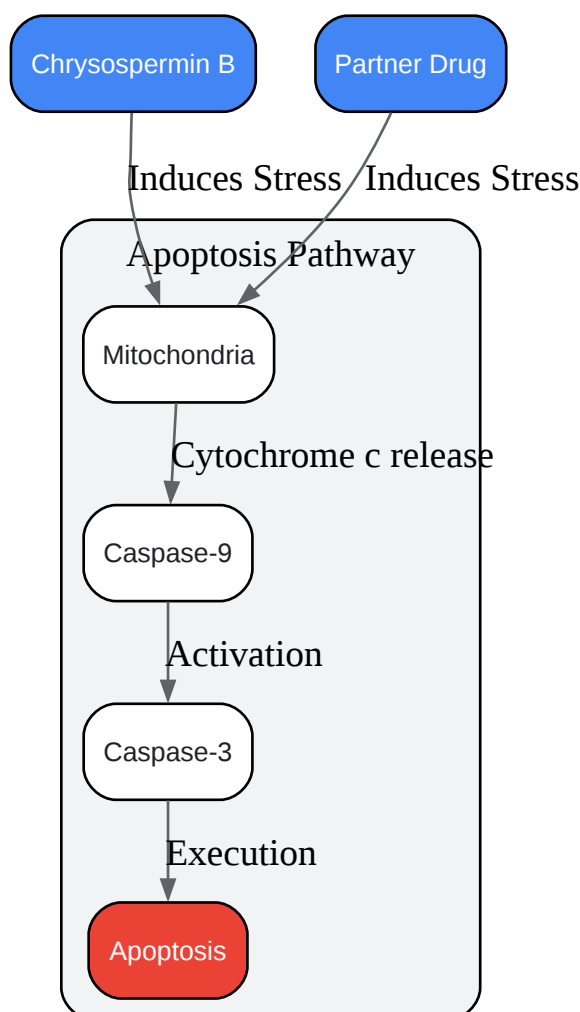 Chrysospermin B
Partner Drug
Induces Stress
Induces Stress
Apoptosis Pathway
Mitochondria
Cytochrome c release
Caspase-9
Activation
Caspase-3
Execution
Apoptosis